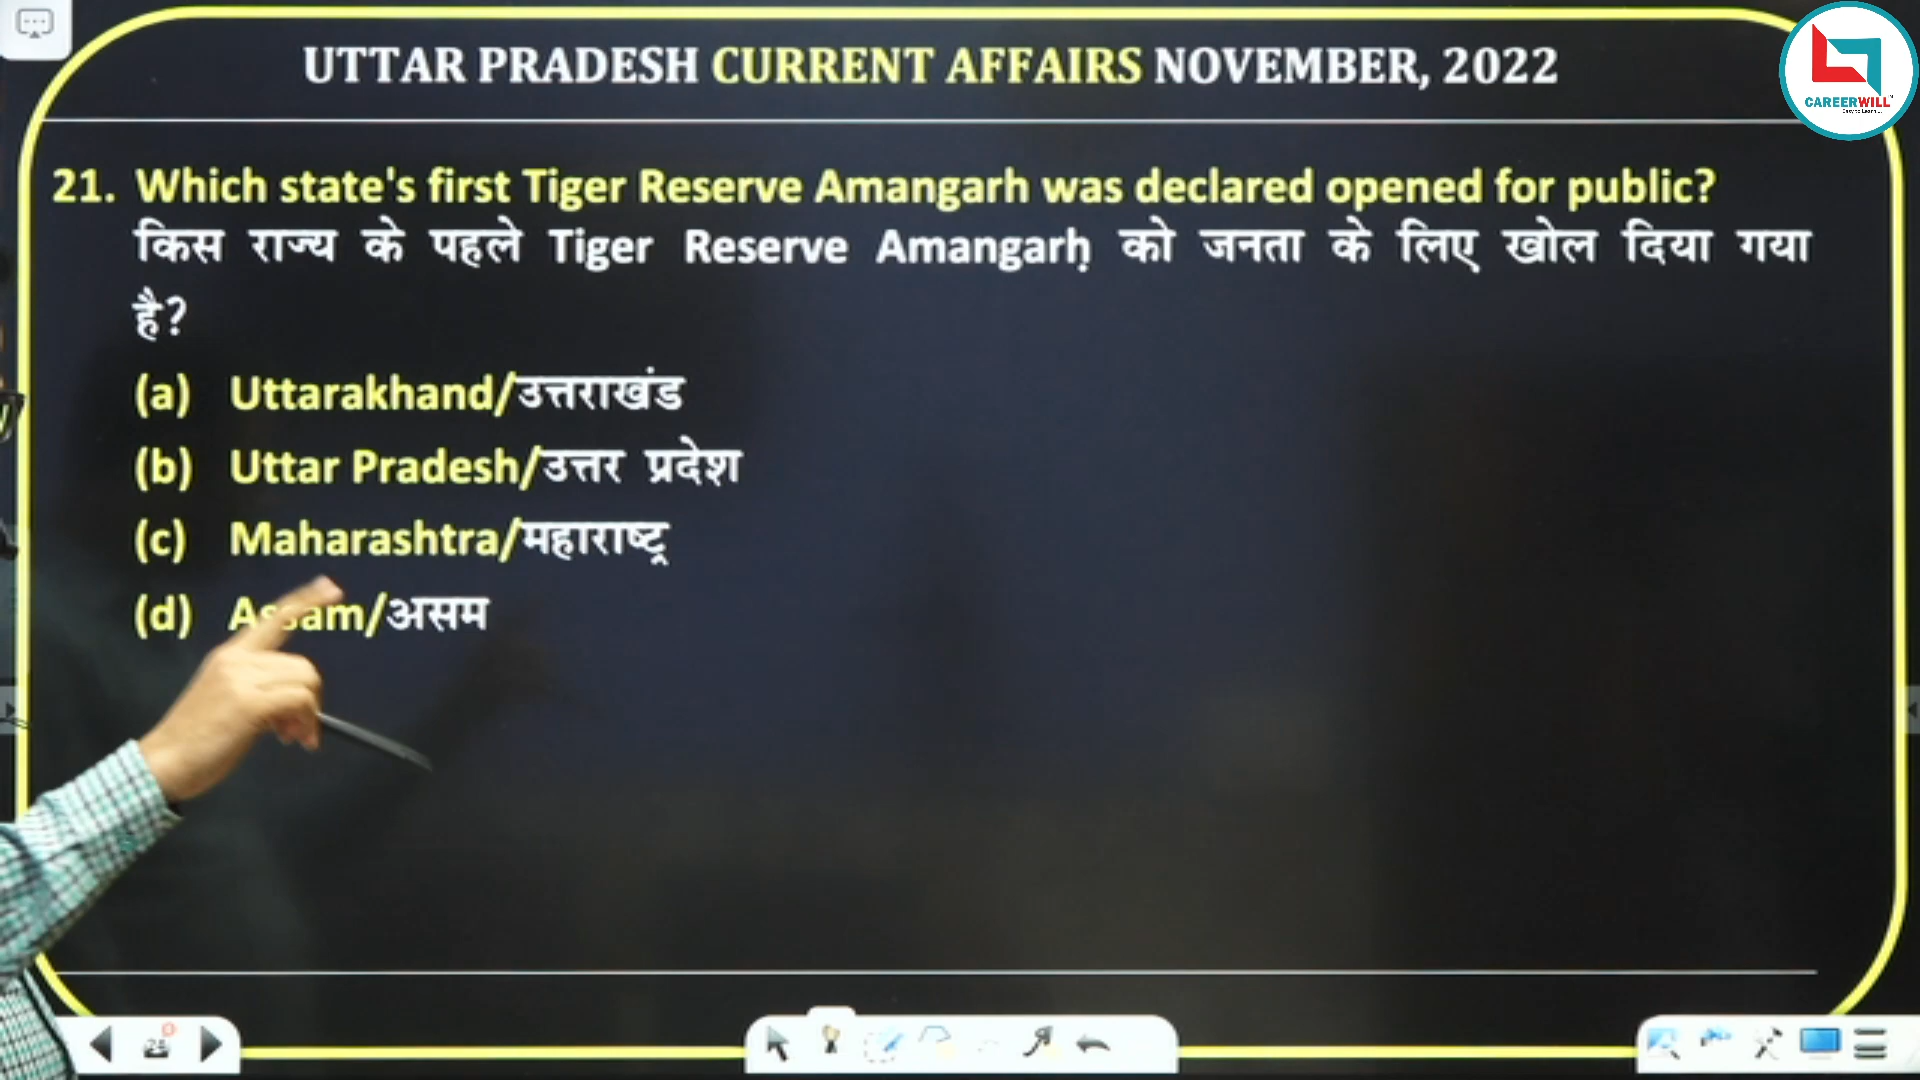 UTTAR PRADESH CURRENT AFFAIRS NOVEMBER, 2022
CAREERWILL
21. Which state's first Tiger Reserve Amangarh was declared opened for public?
किस राज्य के पहले Tiger Reserve Amangarḥ को जनता के लिए खोल दिया गया
है?
(a) Uttarakhand/उत्तराखंड
(b) Uttar Pradesh/उत्तर प्रदेश
(c) Maharashtra/महाराष्ट्र
(d) Assam/असम